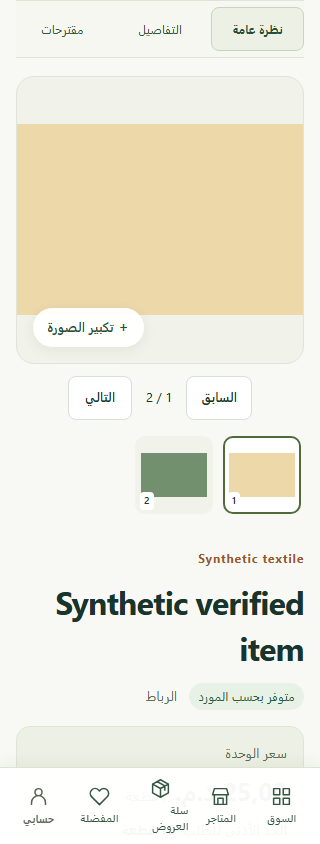 نظرة عامة
التفاصيل
مقترحات
+ تكبير الصورة
السابق
1 / 2
التالي
1
2
Synthetic textile
Synthetic verified
item
متوفر بحسب المورد
الرباط
سعر الوحدة
السوق
المتاجر
سلة
العروض
المفضلة
حسابي